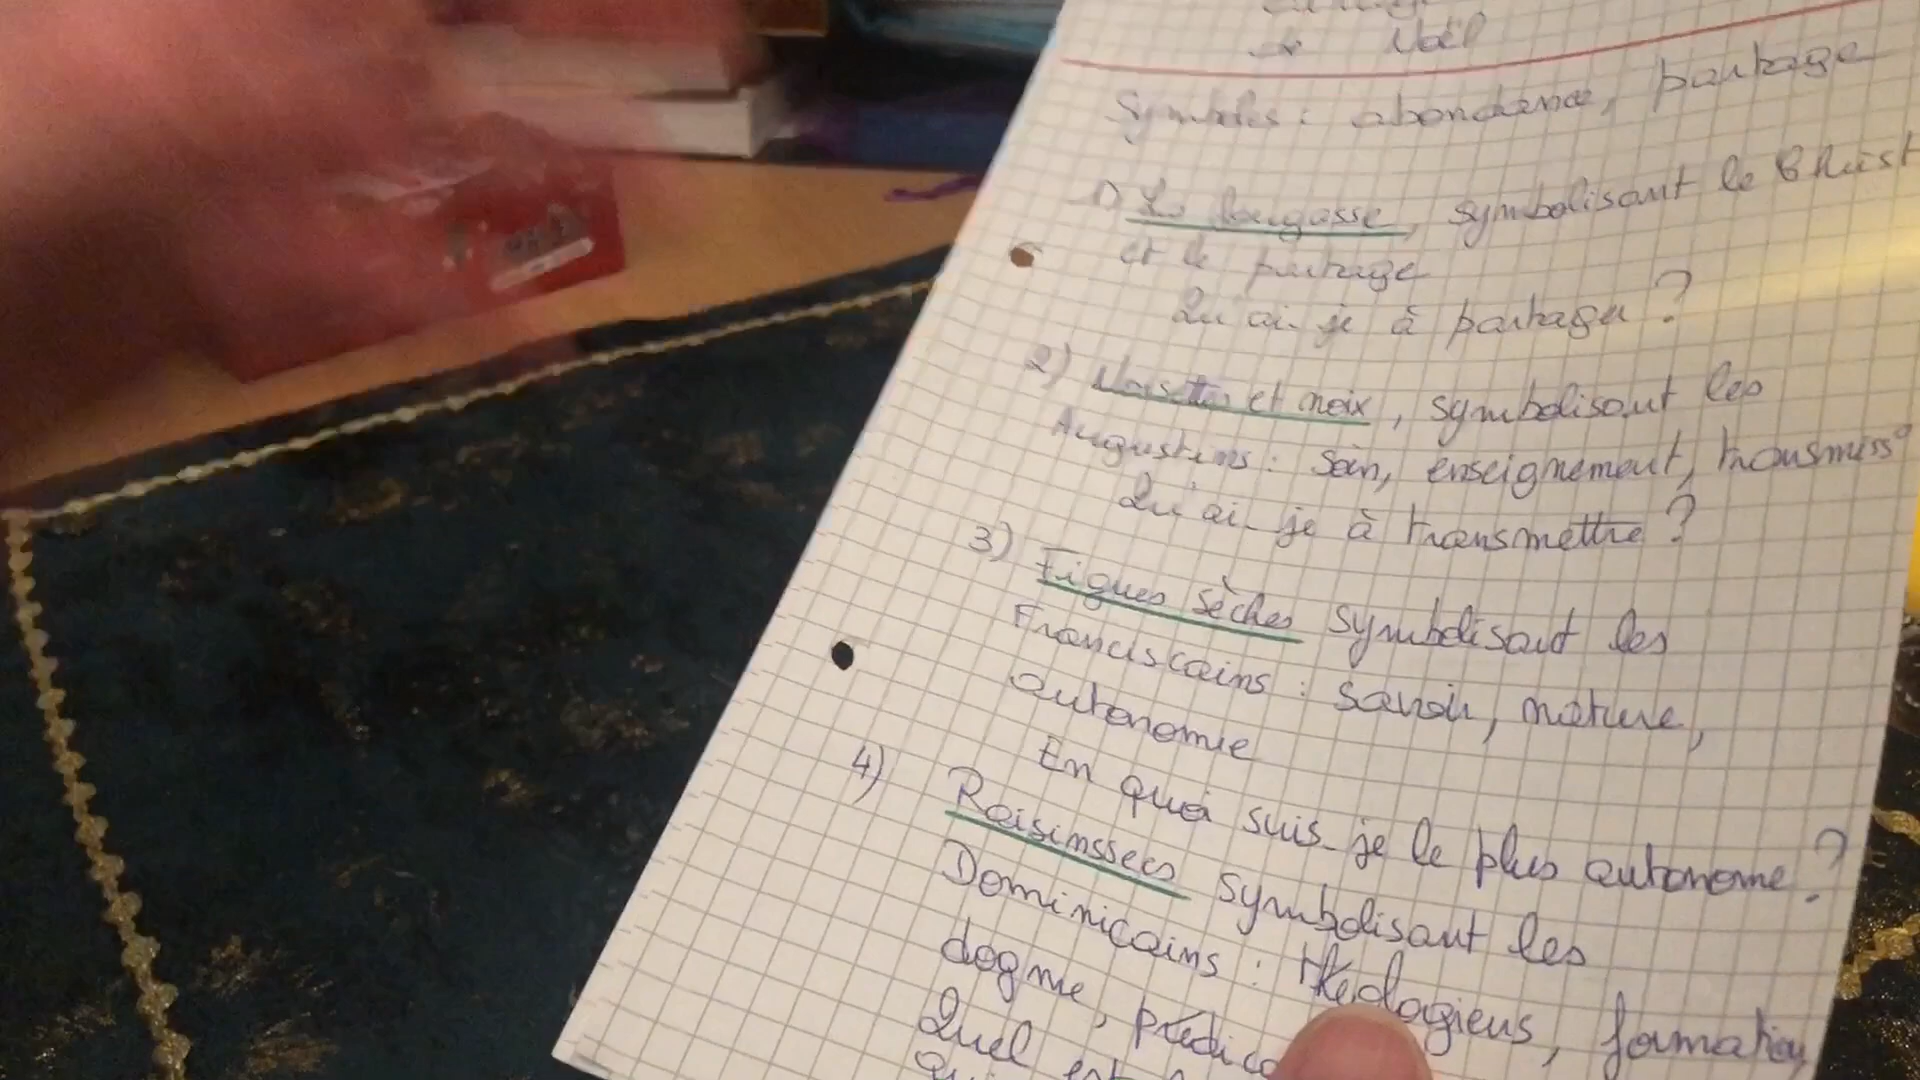 → Noël
Symboles : abondance, partage
1) La fougasse, symbolisant le Christ
et le partage
Qu'ai-je à partager ?
2) Noisettes et noix, symbolisant les
Augustins : soin, enseignement, transmiss°
Qu'ai-je à transmettre ?
3) Figues sèches symbolisant les
Franciscains : savoir, nature,
autonomie
En quoi suis-je le plus autonome ?
4) Raisins secs symbolisant les
Dominicains : théologiens, formation,
dogme,
Quel est